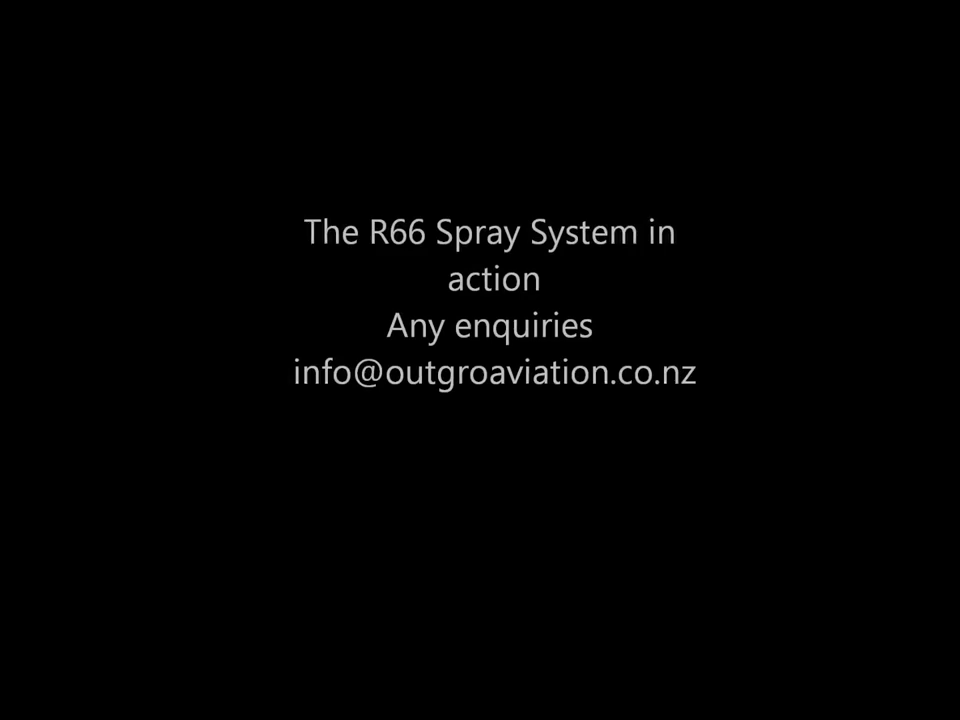 The R66 Spray System in
action
Any enquiries
info@outgroaviation.co.nz